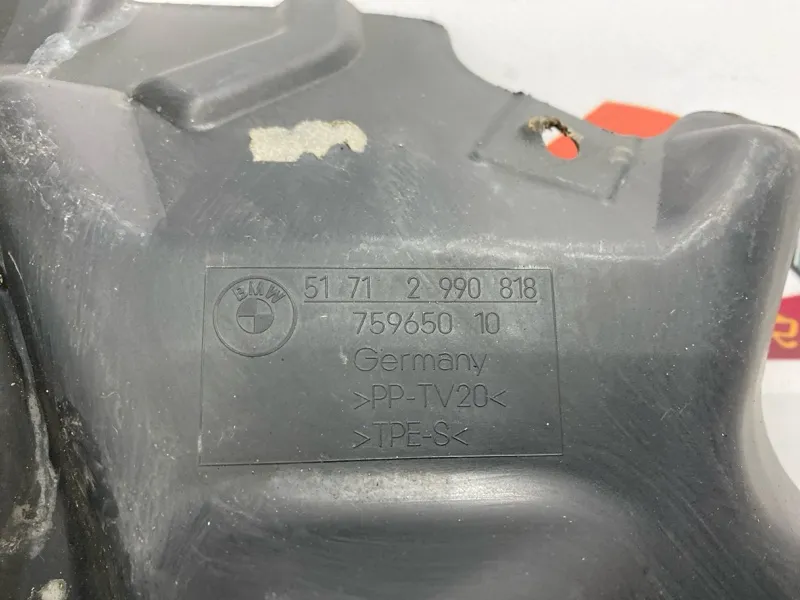 BMW
51 71 2 990 818
759650 10
Germany
>PP-TV20<
>TPE-S<